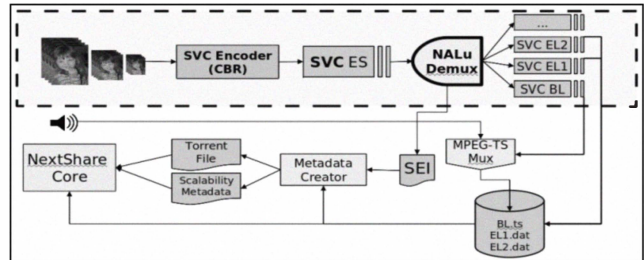 SVC Encoder
(CBR)
SVC ES
NALu
Demux
...
SVC EL2
SVC EL1
SVC BL
MPEG-TS
Mux
NextShare
Core
Torrent
File
Scalability
Metadata
Metadata
Creator
SEI
BL.ts
EL1.dat
EL2.dat